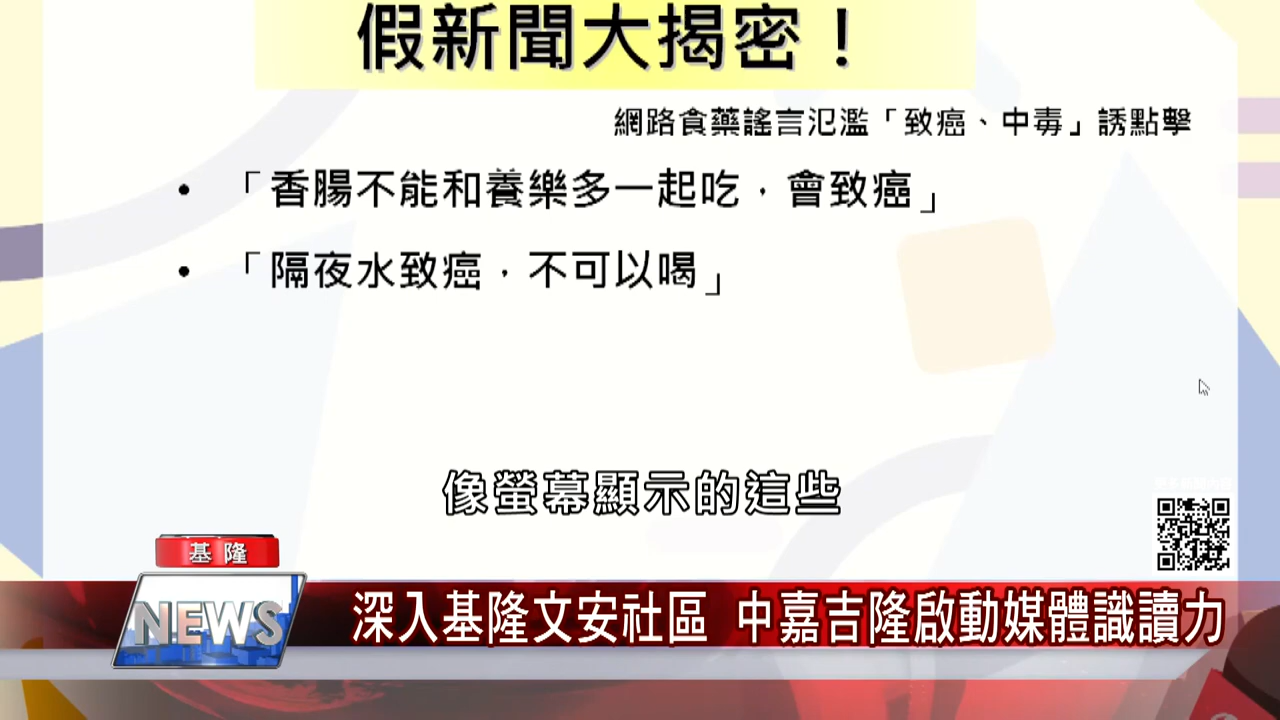 假新聞大揭密！
網路食藥謠言氾濫「致癌、中毒」誘點擊
• 「香腸不能和養樂多一起吃，會致癌」
• 「隔夜水致癌，不可以喝」
像螢幕顯示的這些
基隆
NEWS
深入基隆文安社區 中嘉吉隆啟動媒體識讀力